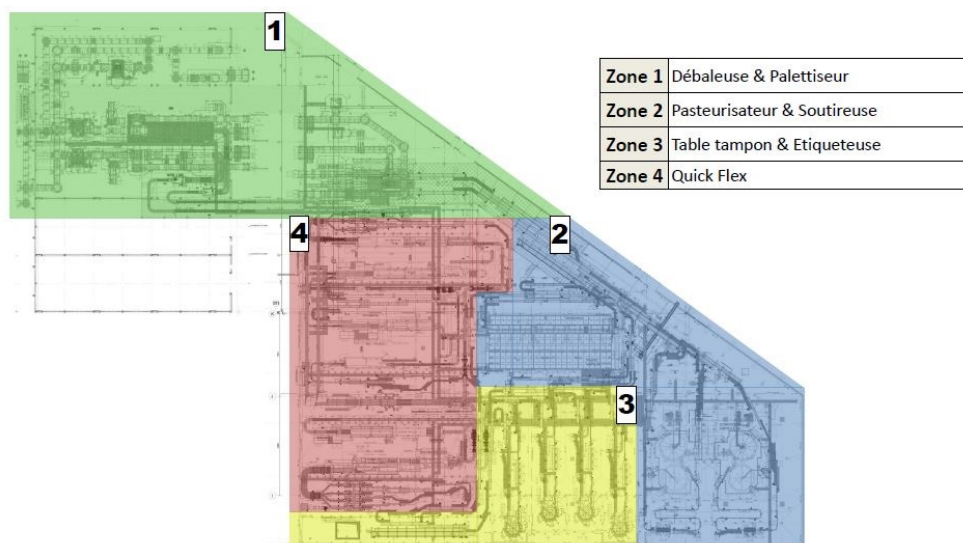 1
Zone 1 Débaleuse & Palettiseur
Zone 2 Pasteurisateur & Soutireuse
Zone 3 Table tampon & Etiqueteuse
Zone 4 Quick Flex
4
2
3